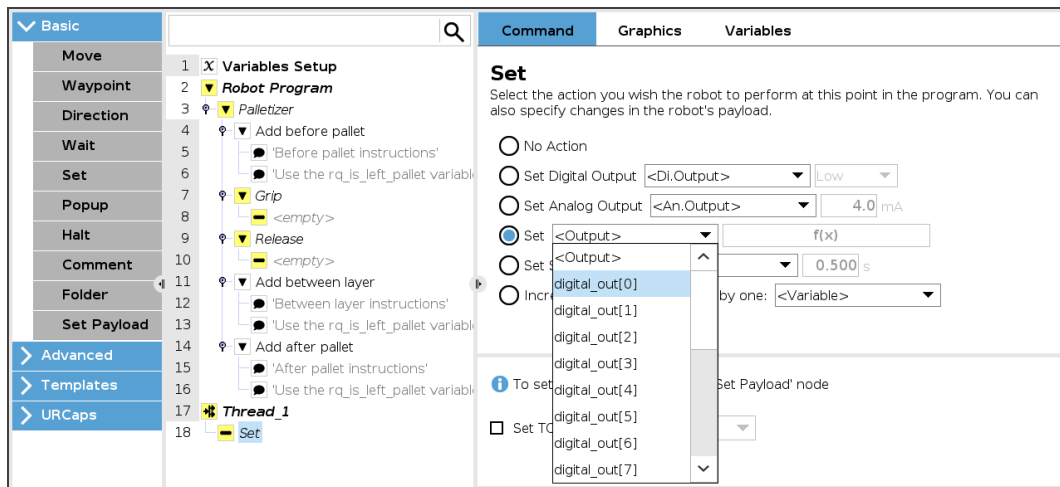 Basic
Move
Waypoint
Direction
Wait
Set
Popup
Halt
Comment
Folder
Set Payload
Advanced
Templates
URCaps
1 X Variables Setup
2 Robot Program
3 Palletizer
4 Add before pallet
5 'Before pallet instructions'
6 'Use the rq_is_left_pallet variabl
7 Grip
8 <empty>
9 Release
10 <empty>
11 Add between layer
12 'Between layer instructions'
13 'Use the rq_is_left_pallet variabl
14 Add after pallet
15 'After pallet instructions'
16 'Use the rq_is_left_pallet variabl
17 Thread_1
18 Set
Command Graphics Variables
Set
Select the action you wish the robot to perform at this point in the program. You can
also specify changes in the robot's payload.
No Action
Set Digital Output <Di.Output> Low
Set Analog Output <An.Output> 4.0 mA
Set <Output> f(x)
<Output>
digital_out[0]
digital_out[1]
digital_out[2]
digital_out[3]
digital_out[4]
digital_out[5]
digital_out[6]
digital_out[7]
Set S 0.500 s
Incre by one: <Variable>
To set Set Payload' node
Set TC